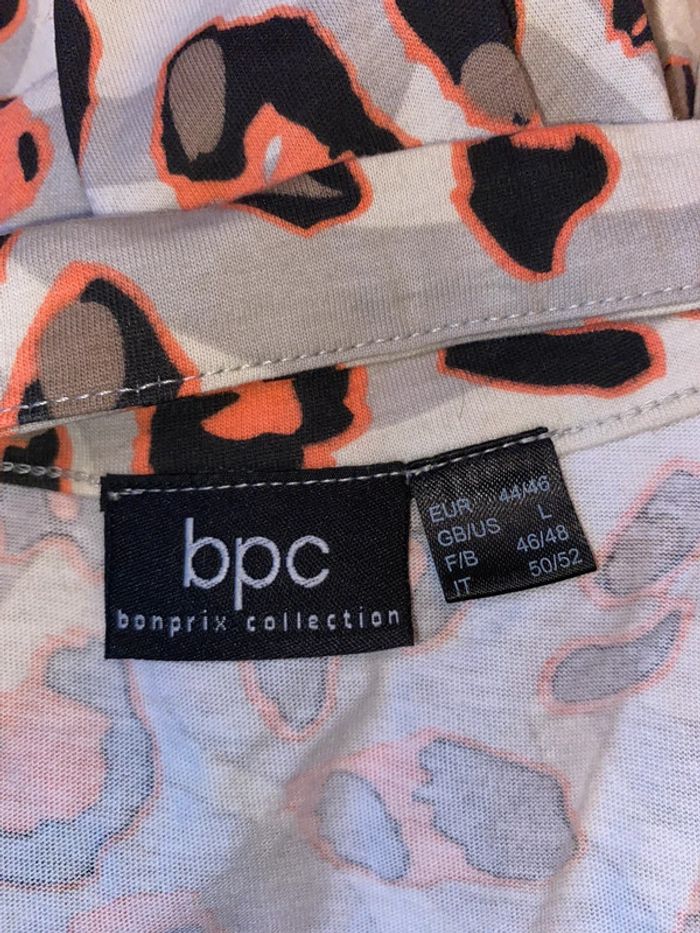 bpc
bonprix collection
EUR 44/46
GB/US L
F/B 46/48
IT 50/52